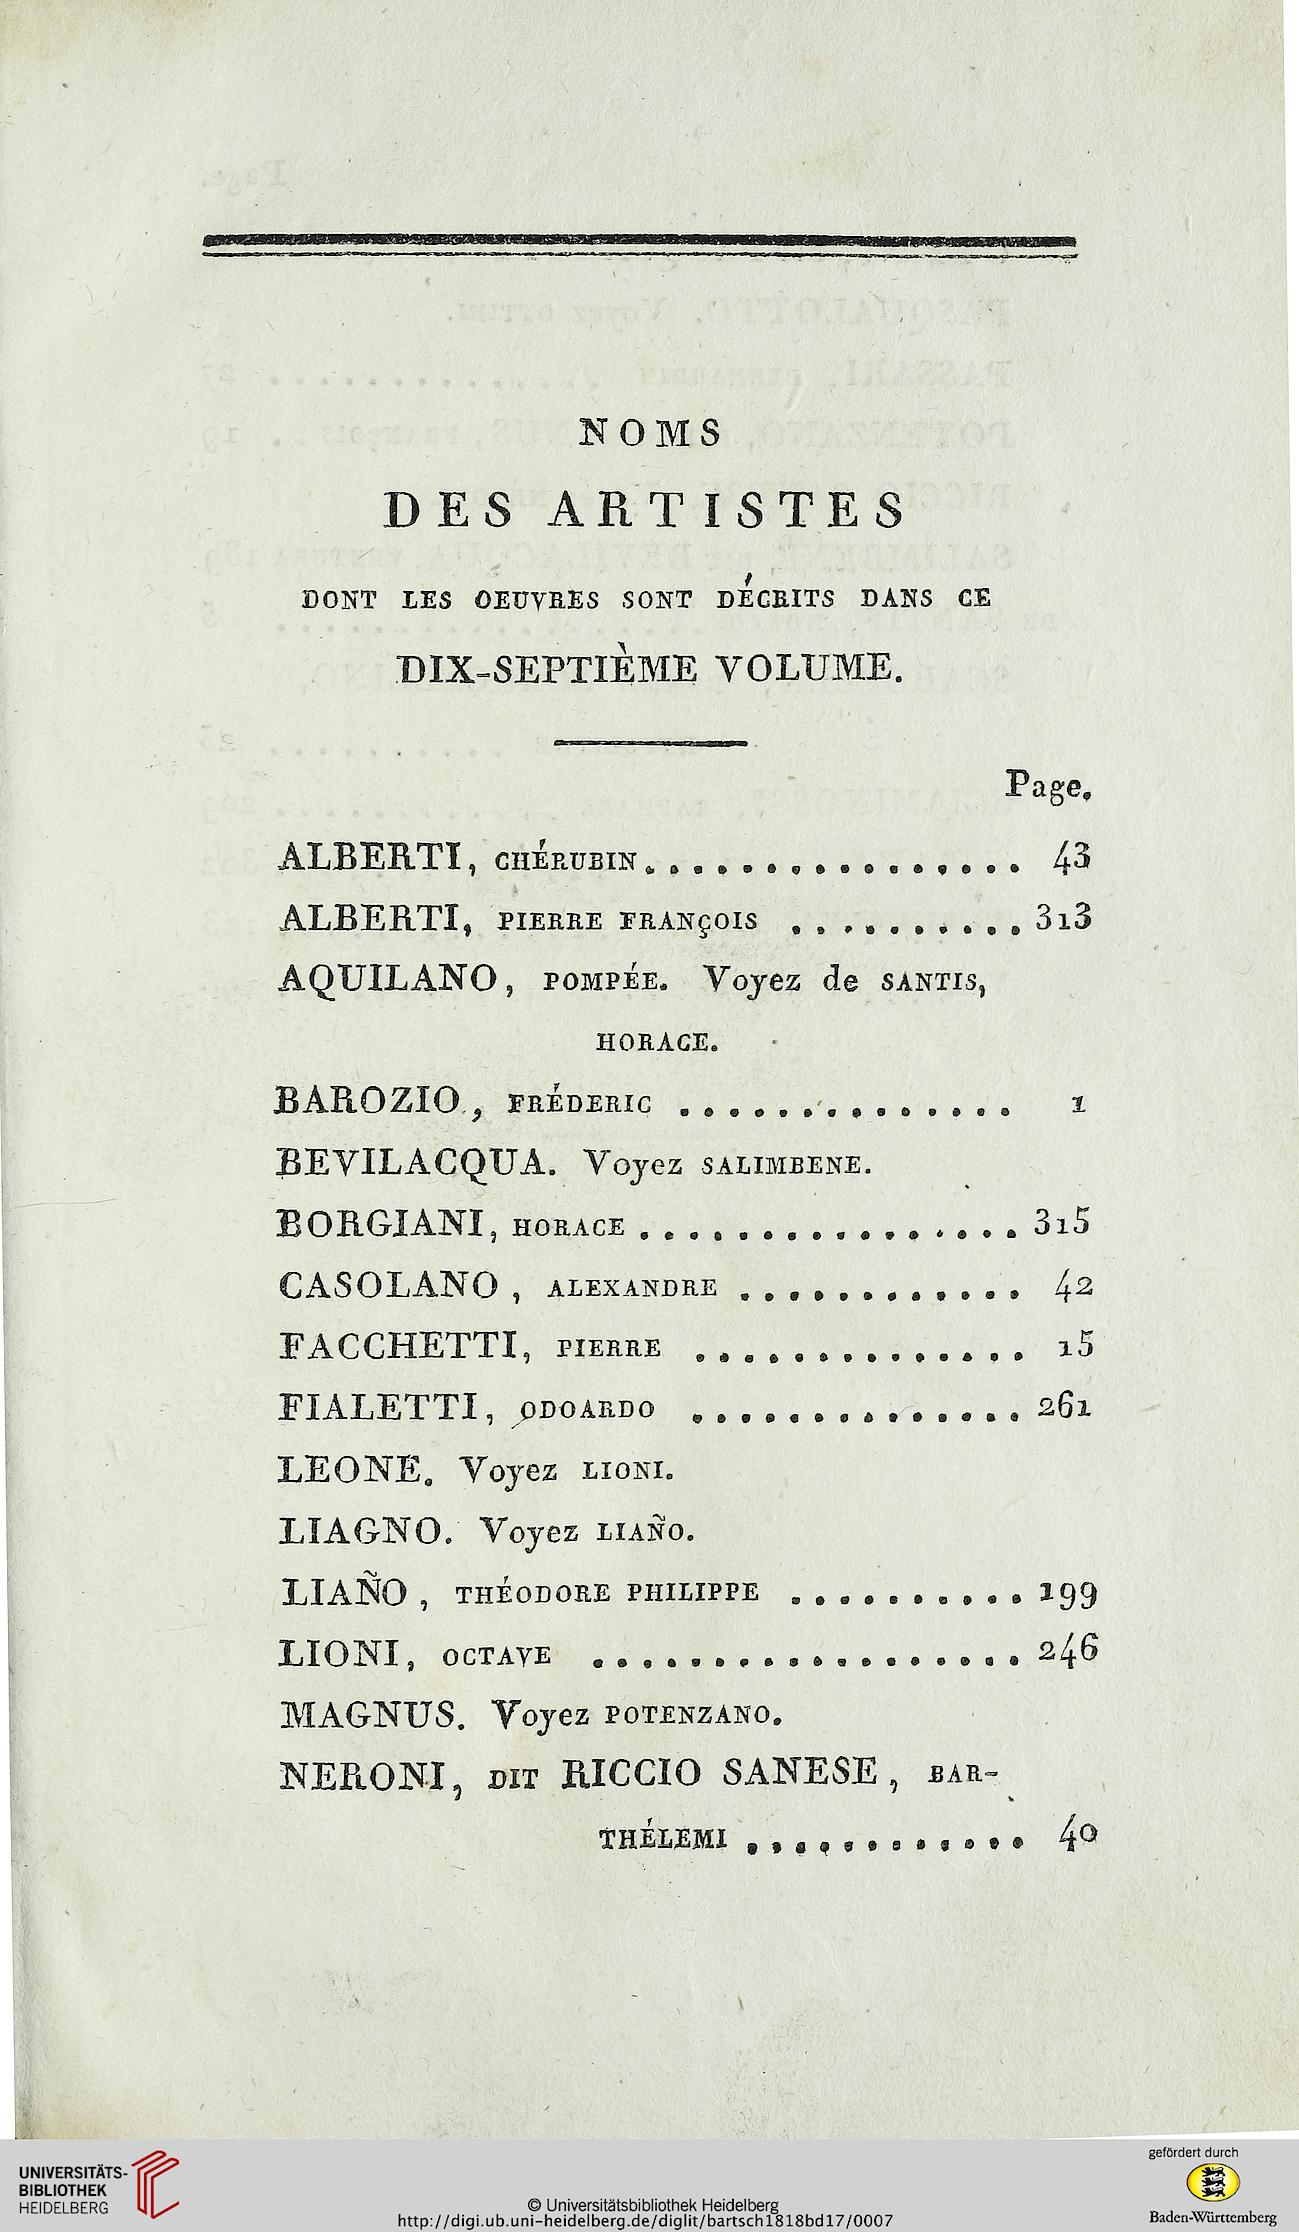 NOMS
DES ARTISTES
DONT LES OEUVRES SONT DÉCRITS DANS CE
DIX-SEPTIÈME VOLUME.
Page.
ALBERTI, CHÉRUBIN................ 43
ALBERTI, PIERRE FRANÇOIS ..........313
AQUILANO, POMPÉE. Voyez de SANTIS,
HORACE.
BAROZIO, FRÉDERIC .............. 1
BEVILACQUA. Voyez SALIMBENE.
BORGIANI, HORACE ................315
CASOLANO, ALEXANDRE ............ 42
FACCHETTI, PIERRE .............. 15
FIALETTI, ODOARDO ..............261
LEONE. Voyez LIONI.
LIAGNO. Voyez LIAÑO.
LIAÑO, THÉODORE PHILIPPE ..........199
LIONI, OCTAVE ..................246
MAGNUS. Voyez POTENZANO.
NERONI, DIT RICCIO SANESE, BAR-
THÉLEMI ............ 40
UNIVERSITÄTS-
BIBLIOTHEK
HEIDELBERG
© Universitätsbibliothek Heidelberg
http://digi.ub.uni-heidelberg.de/diglit/bartsch1818bd17/0007
gefördert durch
Baden-Württemberg